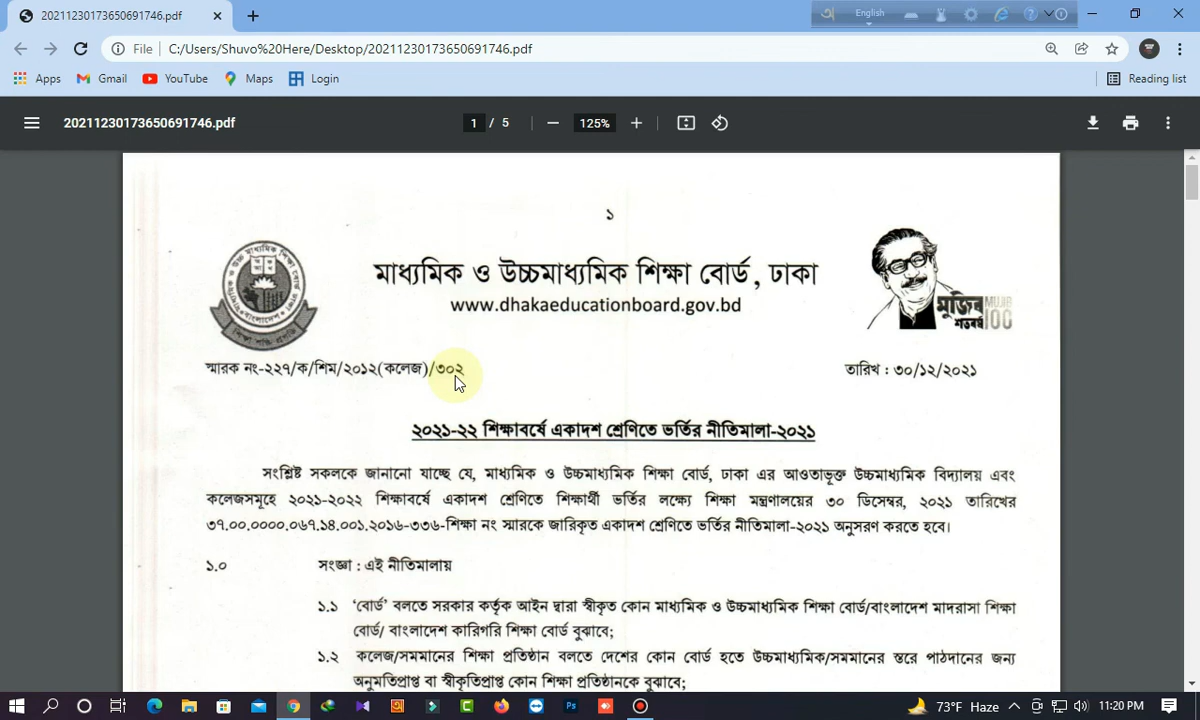 20211230173650691746.pdf
English
File C:/Users/Shuvo%20Here/Desktop/20211230173650691746.pdf
Apps Gmail YouTube Maps Login Reading list
20211230173650691746.pdf 1 / 5 125%
১
মাধ্যমিক ও উচ্চমাধ্যমিক শিক্ষা বোর্ড, ঢাকা
www.dhakaeducationboard.gov.bd
মুজিব MUJIB
শতবর্ষ 100
স্মারক নং-২২৭/ক/শিম/২০১২(কলেজ)/৩০২ তারিখ : ৩০/১২/২০২১
২০২১-২২ শিক্ষাবর্ষে একাদশ শ্রেণিতে ভর্তির নীতিমালা-২০২১
সংশ্লিষ্ট সকলকে জানানো যাচ্ছে যে, মাধ্যমিক ও উচ্চমাধ্যমিক শিক্ষা বোর্ড, ঢাকা এর আওতাভূক্ত উচ্চমাধ্যমিক বিদ্যালয় এবং
কলেজসমূহে ২০২১-২০২২ শিক্ষাবর্ষে একাদশ শ্রেণিতে শিক্ষার্থী ভর্তির লক্ষ্যে শিক্ষা মন্ত্রণালয়ের ৩০ ডিসেম্বর, ২০২১ তারিখের
৩৭.০০.০০০০.০৬৭.১৪.০০১.২০১৬-৩৩৬-শিক্ষা নং স্মারকে জারিকৃত একাদশ শ্রেণিতে ভর্তির নীতিমালা-২০২১ অনুসরণ করতে হবে।
১.০ সংজ্ঞা : এই নীতিমালায়
১.১ ‘বোর্ড’ বলতে সরকার কর্তৃক আইন দ্বারা স্বীকৃত কোন মাধ্যমিক ও উচ্চমাধ্যমিক শিক্ষা বোর্ড/বাংলাদেশ মাদরাসা শিক্ষা
বোর্ড/ বাংলাদেশ কারিগরি শিক্ষা বোর্ড বুঝাবে;
১.২ কলেজ/সমমানের শিক্ষা প্রতিষ্ঠান বলতে দেশের কোন বোর্ড হতে উচ্চমাধ্যমিক/সমমানের স্তরে পাঠদানের জন্য
অনুমতিপ্রাপ্ত বা স্বীকৃতিপ্রাপ্ত কোন শিক্ষা প্রতিষ্ঠানকে বুঝাবে;
73°F Haze 11:20 PM